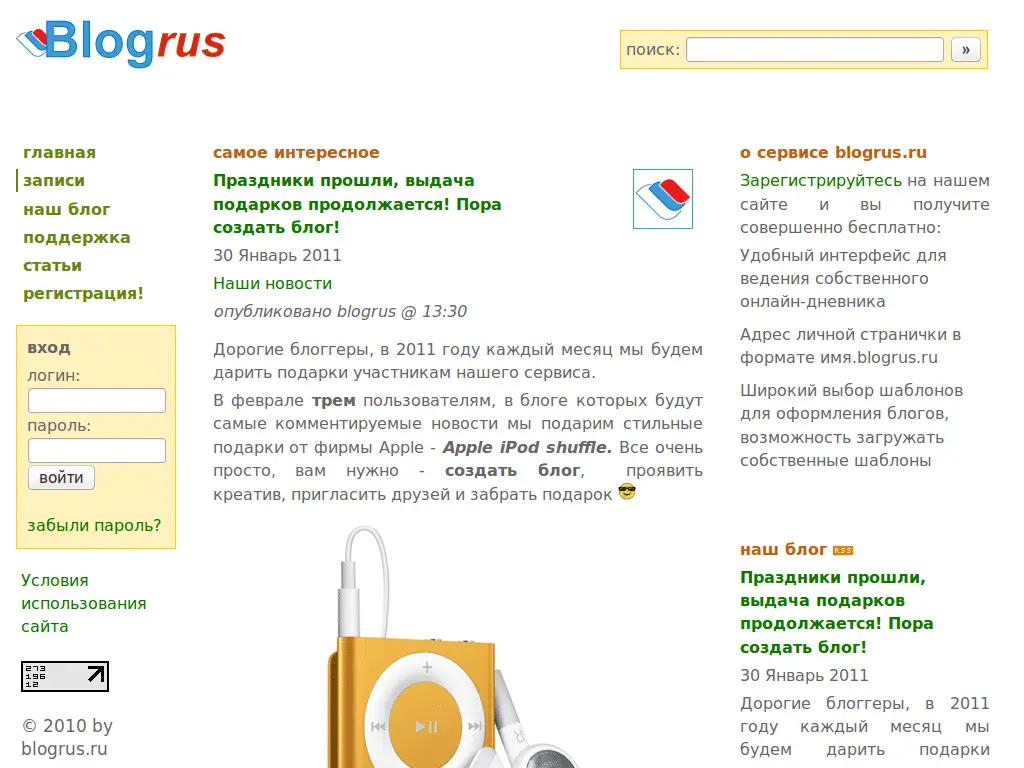 Blogrus
поиск:
»
главная
записи
наш блог
поддержка
статьи
регистрация!
вход
логин:
пароль:
войти
забыли пароль?
Условия
использования
сайта
273
196
12
© 2010 by
blogrus.ru
самое интересное
Праздники прошли, выдача
подарков продолжается! Пора
создать блог!
30 Январь 2011
Наши новости
опубликовано blogrus @ 13:30
Дорогие блоггеры, в 2011 году каждый месяц мы будем
дарить подарки участникам нашего сервиса.
В феврале трем пользователям, в блоге которых будут
самые комментируемые новости мы подарим стильные
подарки от фирмы Apple - Apple iPod shuffle. Все очень
просто, вам нужно - создать блог, проявить
креатив, пригласить друзей и забрать подарок
R
о сервисе blogrus.ru
Зарегистрируйтесь на нашем
сайте и вы получите
совершенно бесплатно:
Удобный интерфейс для
ведения собственного
онлайн-дневника
Адрес личной странички в
формате имя.blogrus.ru
Широкий выбор шаблонов
для оформления блогов,
возможность загружать
собственные шаблоны
наш блог RSS
Праздники прошли,
выдача подарков
продолжается! Пора
создать блог!
30 Январь 2011
Дорогие блоггеры, в 2011
году каждый месяц мы
будем дарить подарки